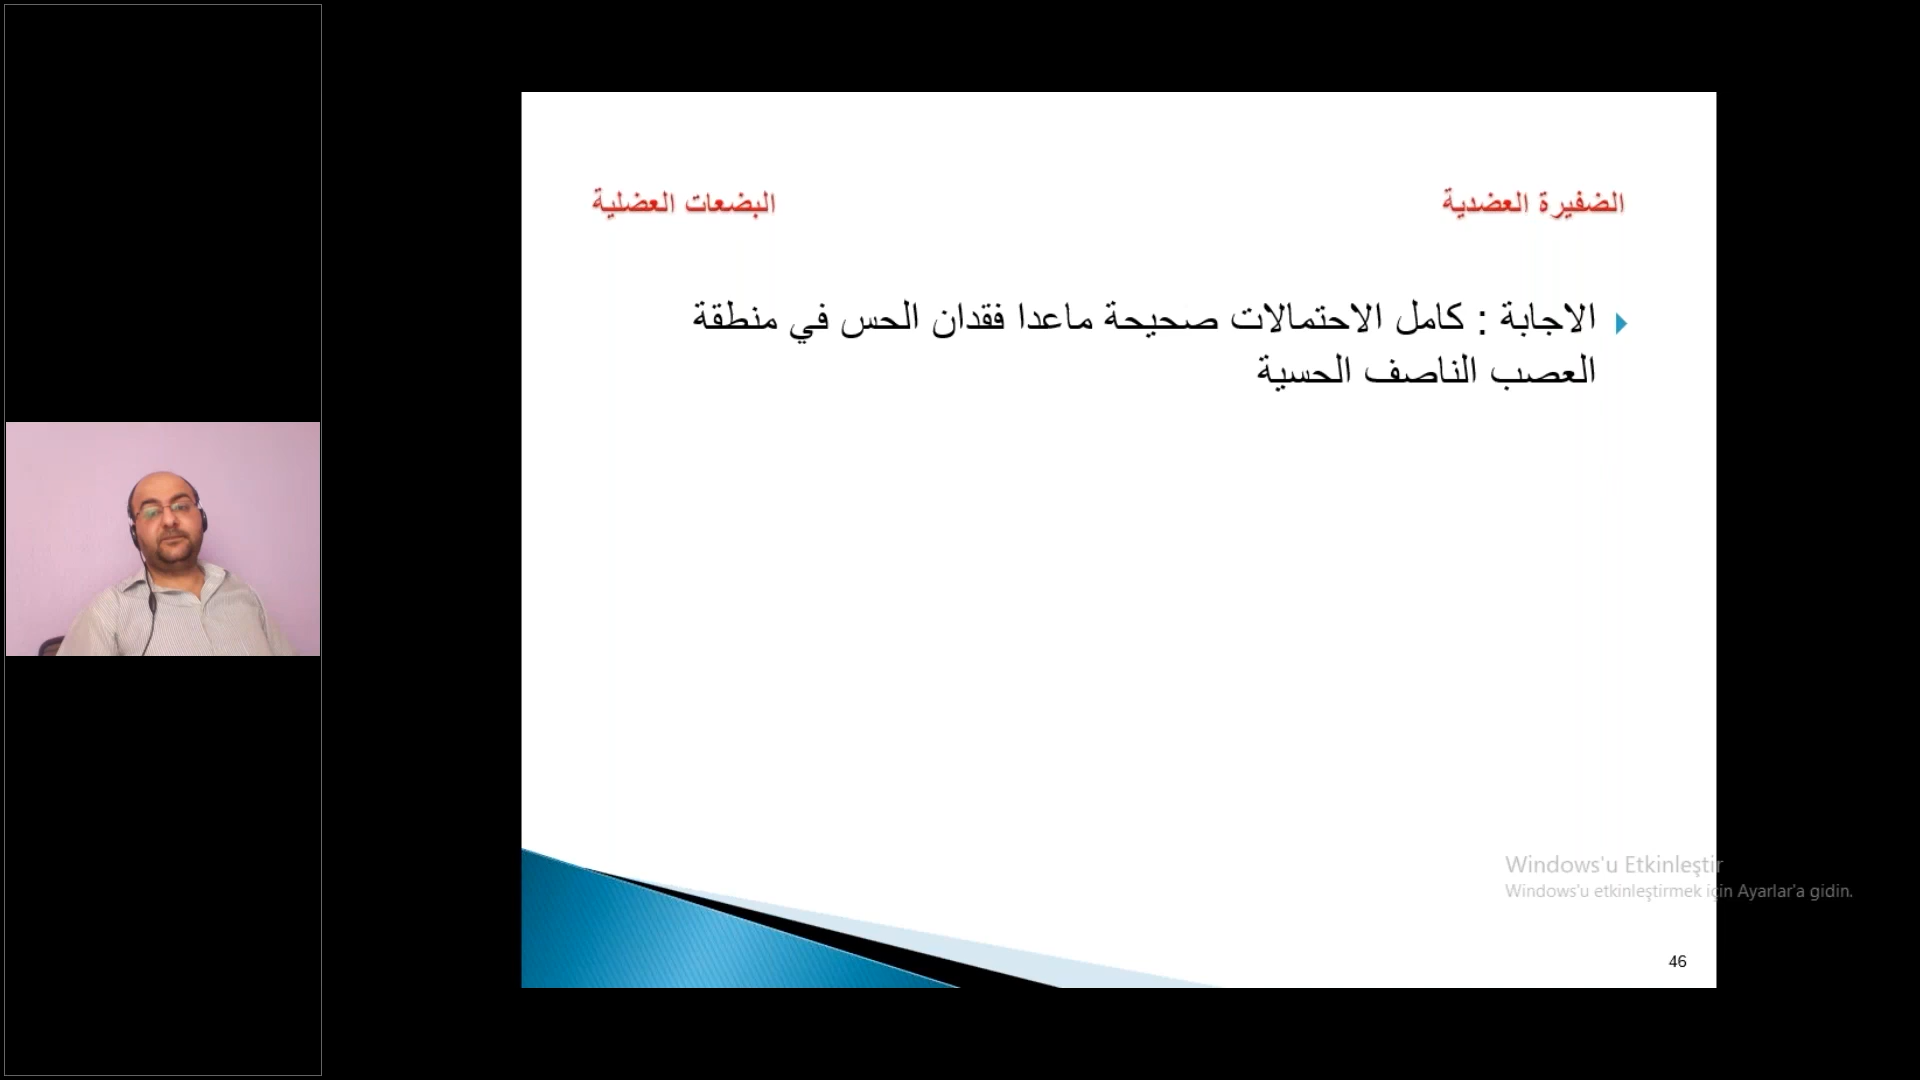 الضفيرة العضدية
البضعات العضلية
الاجابة : كامل الاحتمالات صحيحة ماعدا فقدان الحس في منطقة
العصب الناصف الحسية
Windows'u Etkinleştir
Windows'u etkinleştirmek için Ayarlar'a gidin.
46